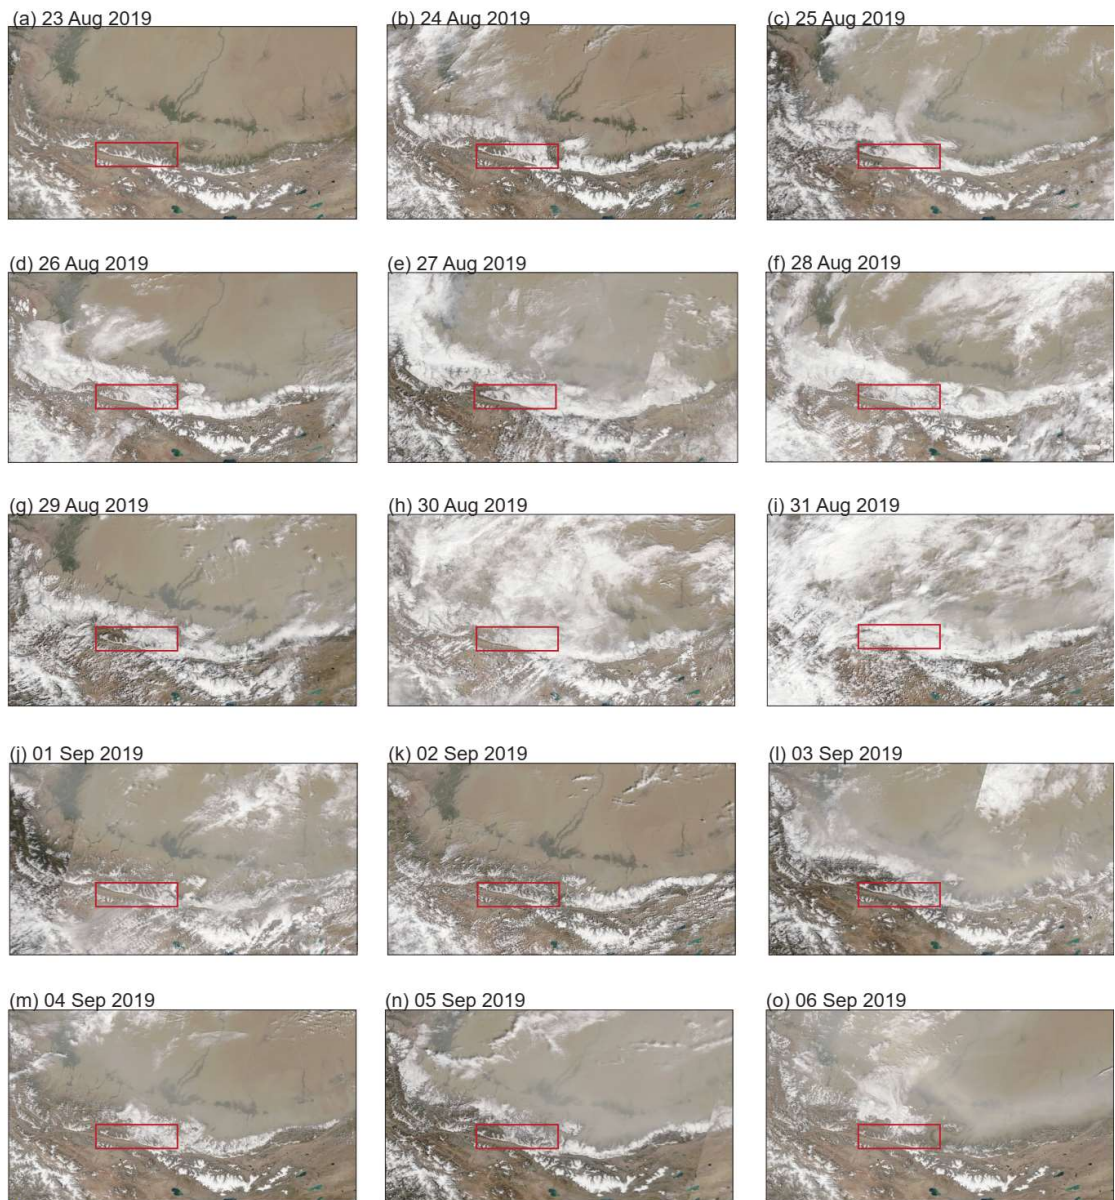 (a) 23 Aug 2019
(b) 24 Aug 2019
(c) 25 Aug 2019
(d) 26 Aug 2019
(e) 27 Aug 2019
(f) 28 Aug 2019
(g) 29 Aug 2019
(h) 30 Aug 2019
(i) 31 Aug 2019
(j) 01 Sep 2019
(k) 02 Sep 2019
(l) 03 Sep 2019
(m) 04 Sep 2019
(n) 05 Sep 2019
(o) 06 Sep 2019